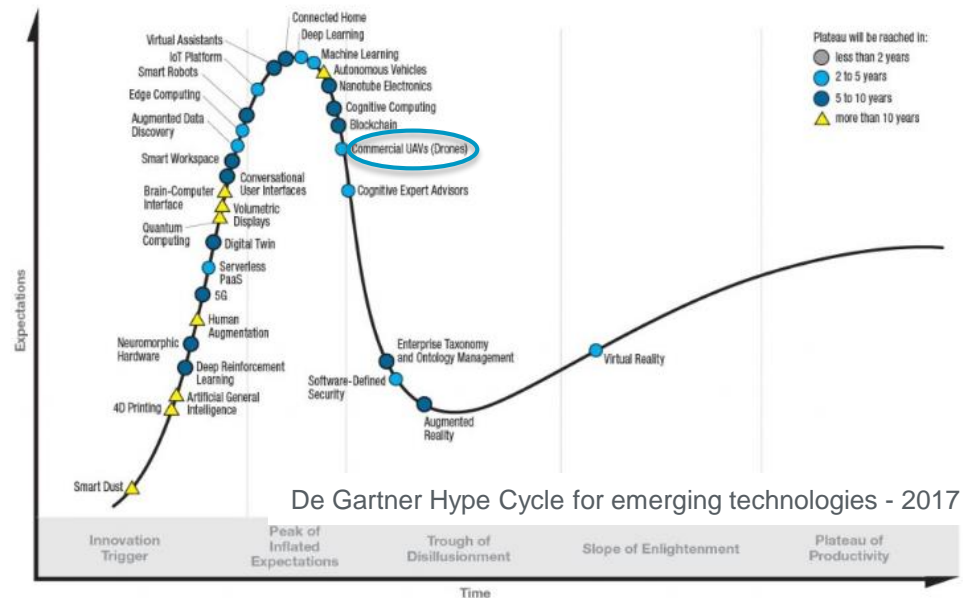 Connected Home
Deep Learning
Virtual Assistants
Machine Learning
IoT Platform
Autonomous Vehicles
Smart Robots
Nanotube Electronics
Edge Computing
Cognitive Computing
Augmented Data
Discovery
Blockchain
Commercial UAVs (Drones)
Smart Workspace
Cognitive Expert Advisors
Conversational
User Interfaces
Brain-Computer
Interface
Volumetric
Displays
Quantum
Computing
Digital Twin
Serverless
PaaS
5G
Human
Augmentation
Neuromorphic
Hardware
Deep Reinforcement
Learning
Artificial General
Intelligence
4D Printing
Smart Dust
Enterprise Taxonomy
and Ontology Management
Software-Defined
Security
Augmented
Reality
Virtual Reality
Plateau will be reached in:
less than 2 years
2 to 5 years
5 to 10 years
more than 10 years
Expectations
De Gartner Hype Cycle for emerging technologies - 2017
Innovation
Trigger
Peak of
Inflated
Expectations
Trough of
Disillusionment
Slope of Enlightenment
Plateau of
Productivity
Time